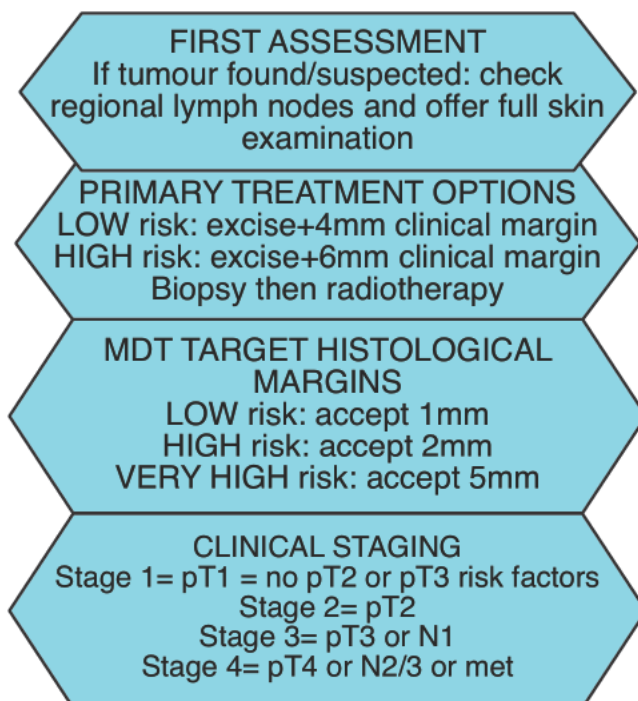 FIRST ASSESSMENT
If tumour found/suspected: check
regional lymph nodes and offer full skin
examination
PRIMARY TREATMENT OPTIONS
LOW risk: excise+4mm clinical margin
HIGH risk: excise+6mm clinical margin
Biopsy then radiotherapy
MDT TARGET HISTOLOGICAL
MARGINS
LOW risk: accept 1mm
HIGH risk: accept 2mm
VERY HIGH risk: accept 5mm
CLINICAL STAGING
Stage 1= pT1 = no pT2 or pT3 risk factors
Stage 2= pT2
Stage 3= pT3 or N1
Stage 4= pT4 or N2/3 or met